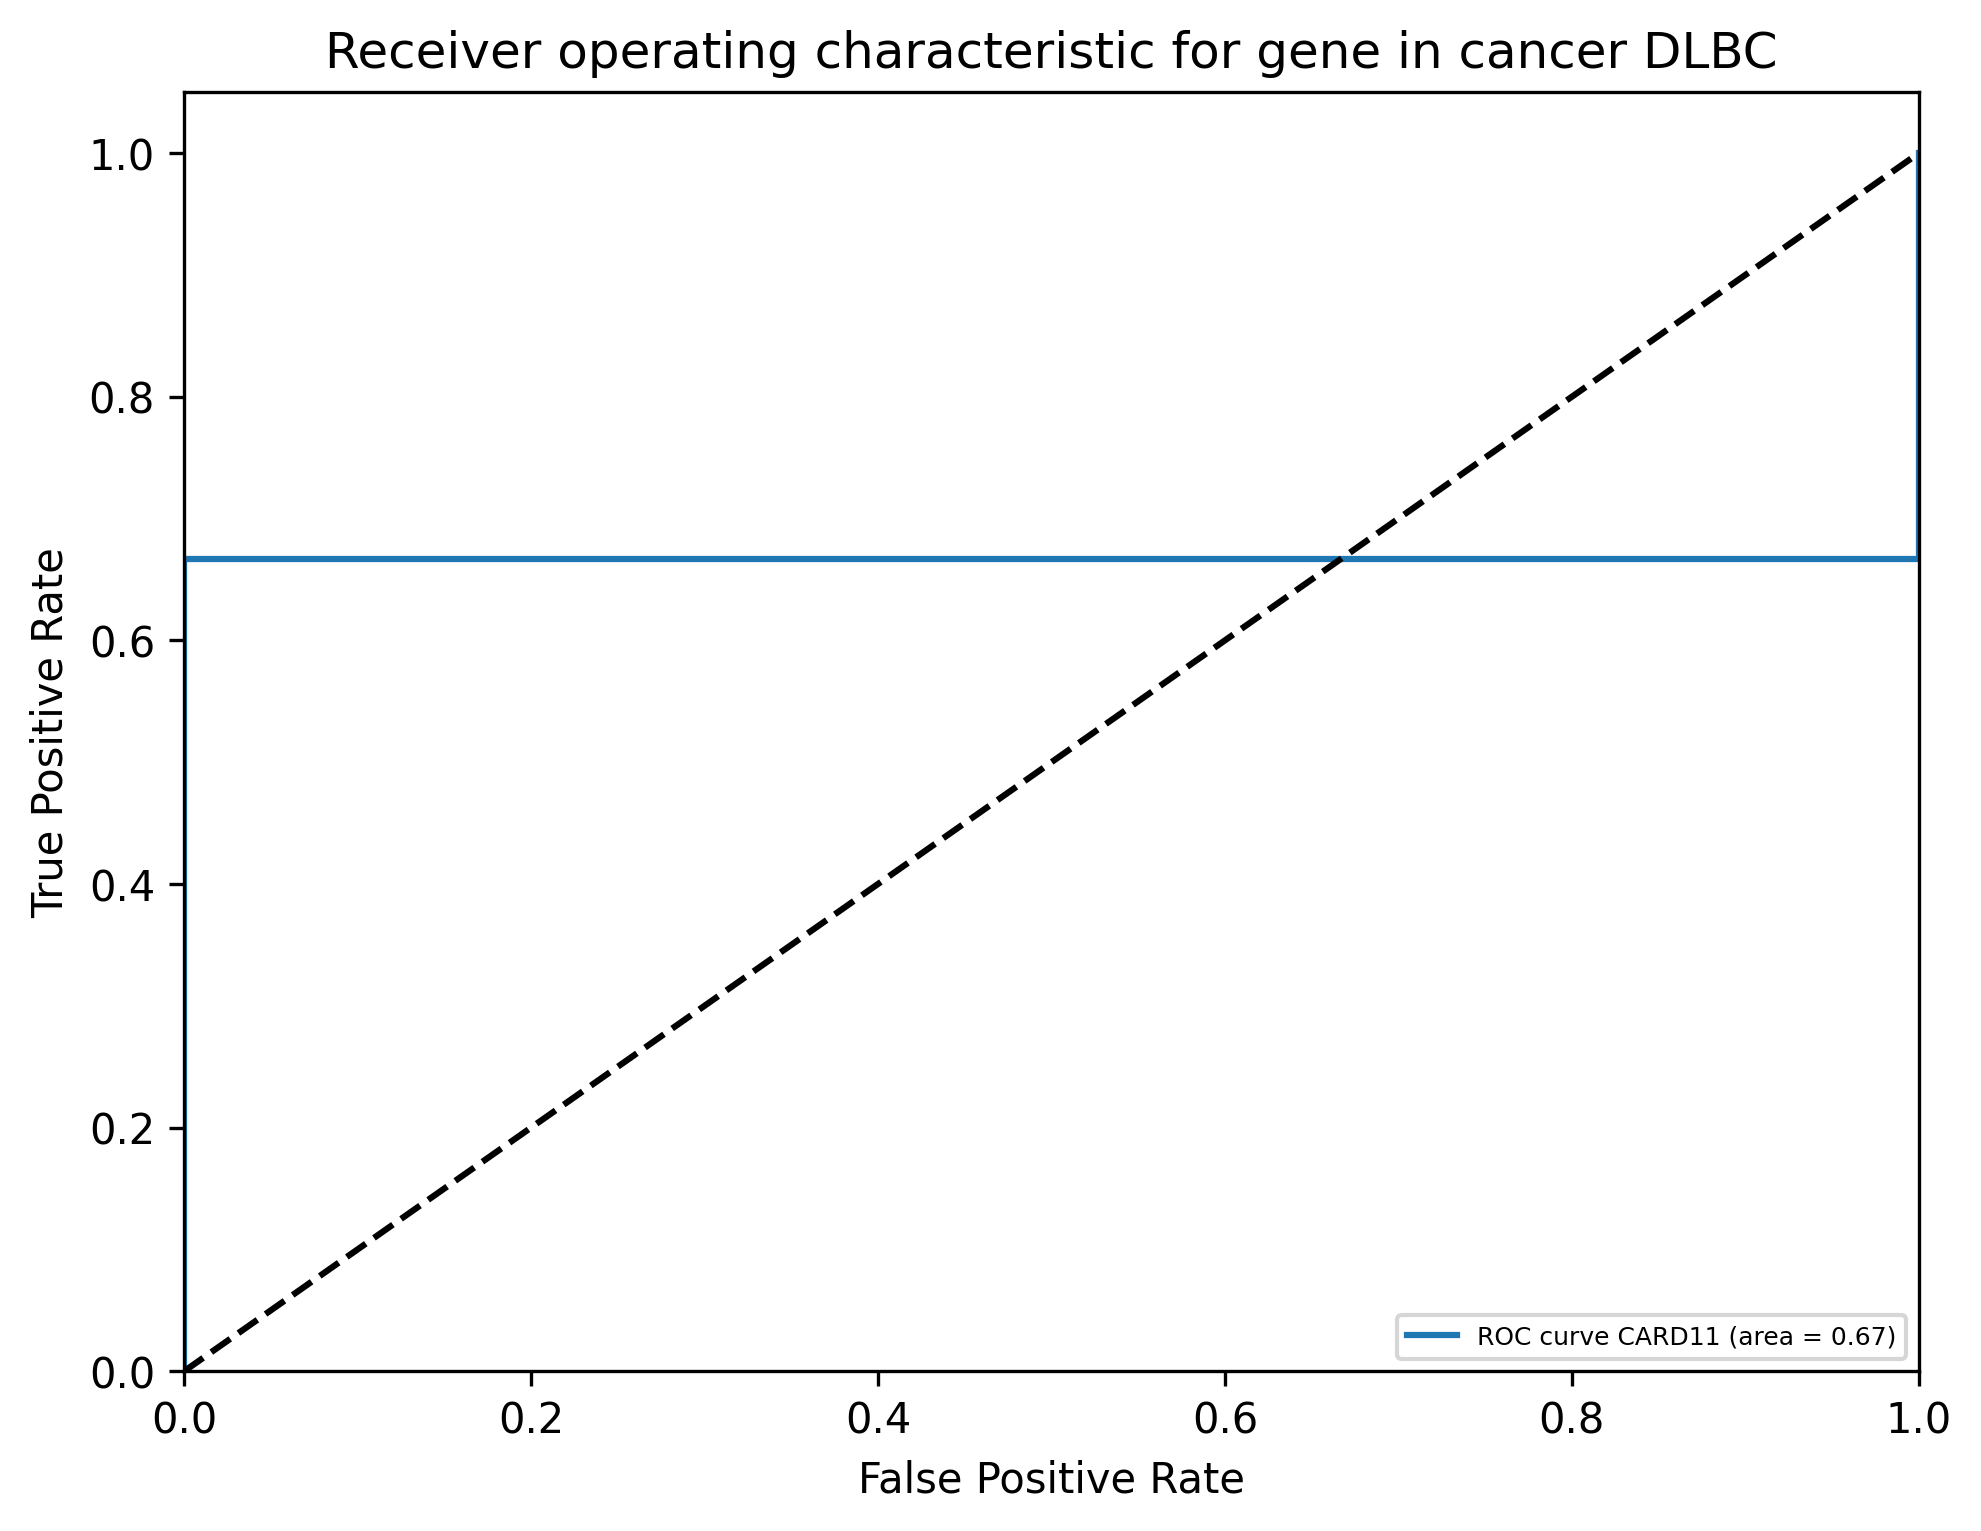 Receiver operating characteristic for gene in cancer DLBC
True Positive Rate
1.0
0.8
0.6
0.4
0.2
0.0
0.0 0.2 0.4 0.6 0.8 1.0
False Positive Rate
ROC curve CARD11 (area = 0.67)